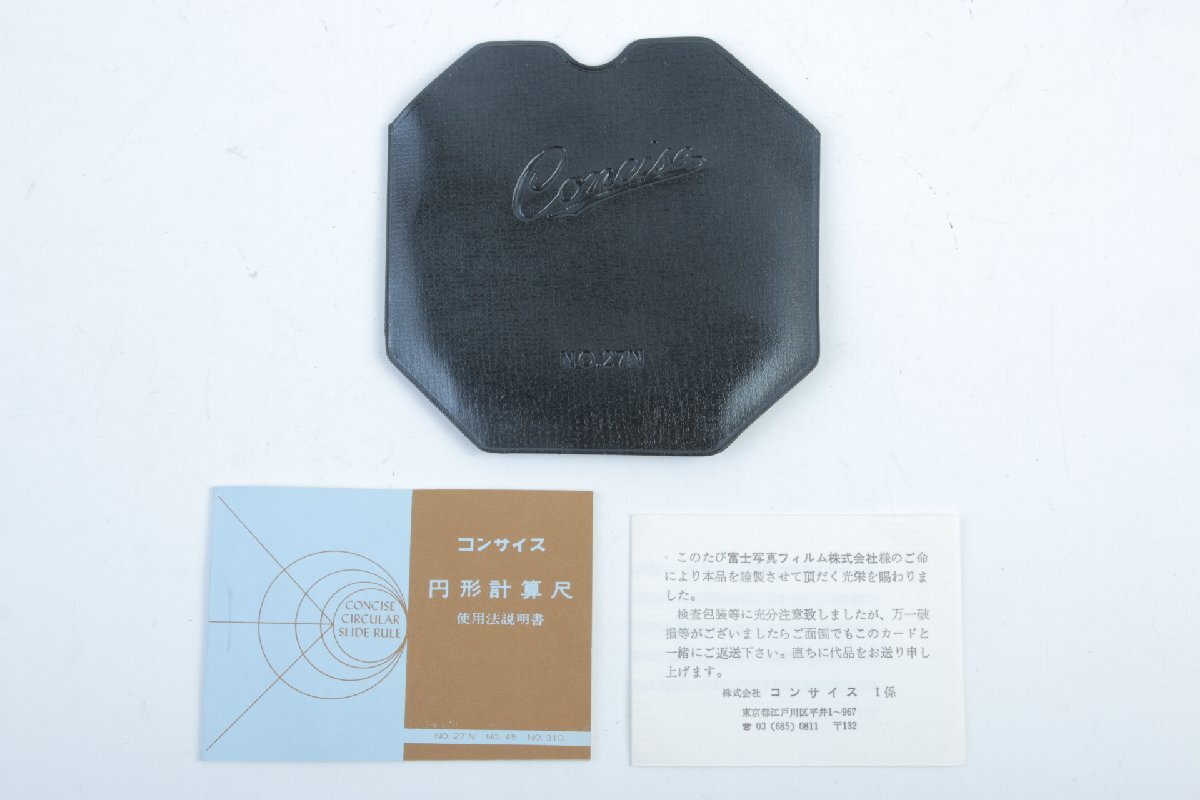 Concise
NO.27N
コンサイス
円形計算尺
使用法説明書
CONCISE
CIRCULAR
SLIDE RULE
NO. 27N NO. 45 NO. 310
このたび富士写真フィルム株式会社様のご命
により本品を謹製させて頂だく光栄を賜わりま
した。
検査包装等に充分注意致しましたが、万一破
損等がございましたらご面倒でもこのカードと
一緒にご返送下さい。直ちに代品をお送り申し
上げます。
株式会社 コンサイス I係
東京都江戸川区平井1~967
☎ 03 (685) 0811 〒132